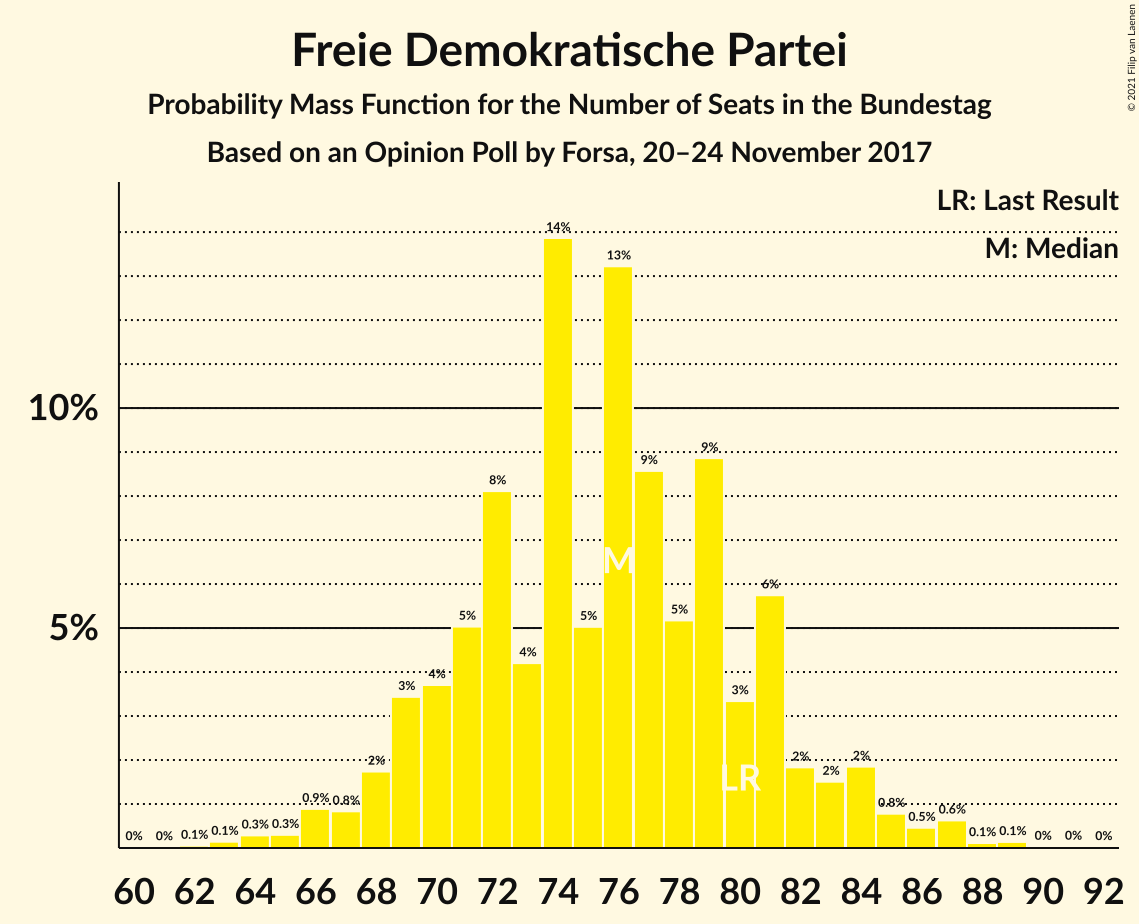 Freie Demokratische Partei
Probability Mass Function for the Number of Seats in the Bundestag
Based on an Opinion Poll by Forsa, 20–24 November 2017
© 2021 Filip van Laenen
LR: Last Result
M: Median
10%
5%
0% 0% 0.1% 0.1% 0.3% 0.3% 0.9% 0.8% 2% 3% 4% 5% 8% 4% 14% 5% 13% 9% 5% 9% 3% 6% 2% 2% 2% 0.8% 0.5% 0.6% 0.1% 0.1% 0% 0% 0%
M
LR
60 62 64 66 68 70 72 74 76 78 80 82 84 86 88 90 92